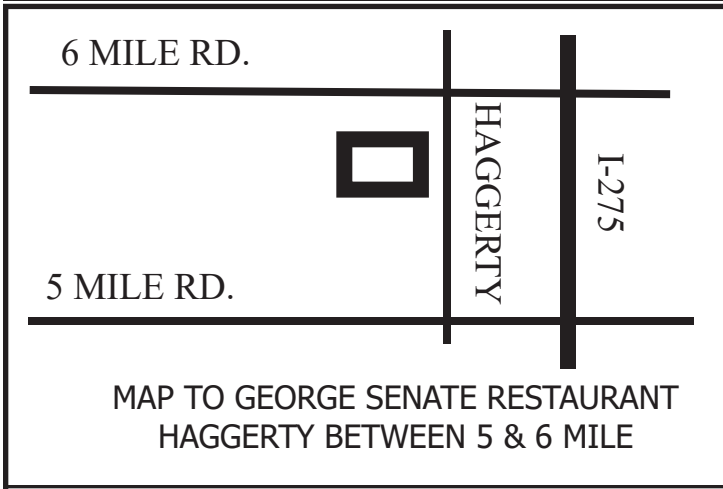 6 MILE RD.
HAGGERTY
I-275
5 MILE RD.
MAP TO GEORGE SENATE RESTAURANT
HAGGERTY BETWEEN 5 & 6 MILE